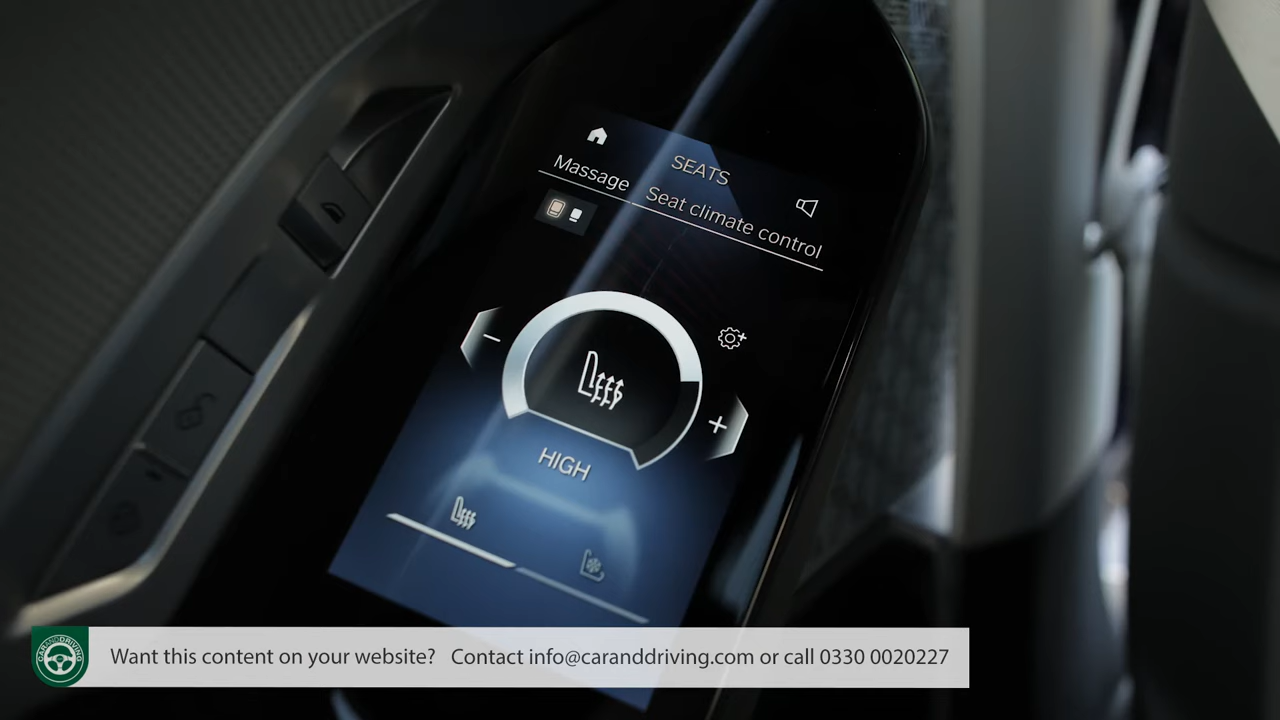 SEATS
Massage
Seat climate control
HIGH
CARANDDRIVING
Want this content on your website? Contact info@caranddriving.com or call 0330 0020227